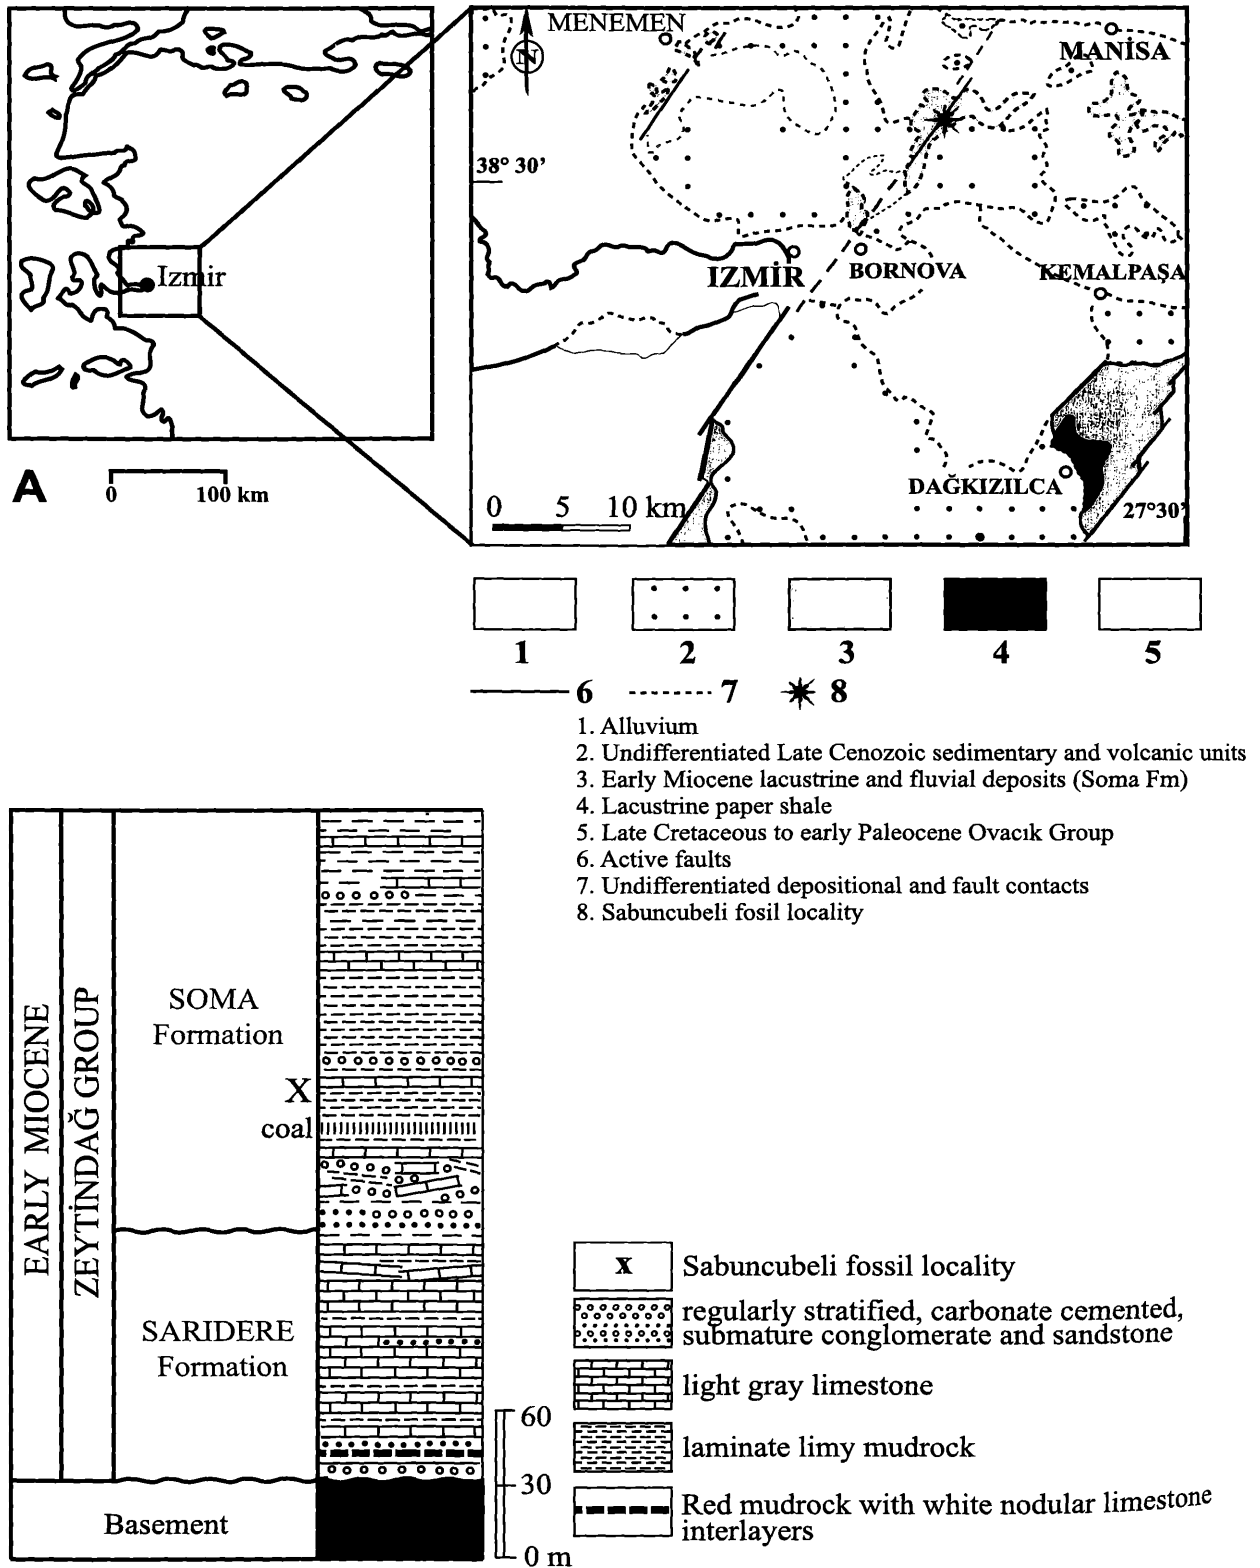 MENEMEN
MANİSA
N
38° 30'
Izmir
IZMİR
BORNOVA
KEMALPAŞA
DAĞKIZILCA
27°30'
0 5 10 km
A
0 100 km
1 2 3 4 5
6 7 8
1. Alluvium
2. Undifferentiated Late Cenozoic sedimentary and volcanic units
3. Early Miocene lacustrine and fluvial deposits (Soma Fm)
4. Lacustrine paper shale
5. Late Cretaceous to early Paleocene Ovacık Group
6. Active faults
7. Undifferentiated depositional and fault contacts
8. Sabuncubeli fosil locality
EARLY MIOCENE
ZEYTİNDAĞ GROUP
SOMA
Formation
X
coal
SARIDERE
Formation
Basement
60
30
0 m
x Sabuncubeli fossil locality
regularly stratified, carbonate cemented,
submature conglomerate and sandstone
light gray limestone
laminate limy mudrock
Red mudrock with white nodular limestone
interlayers